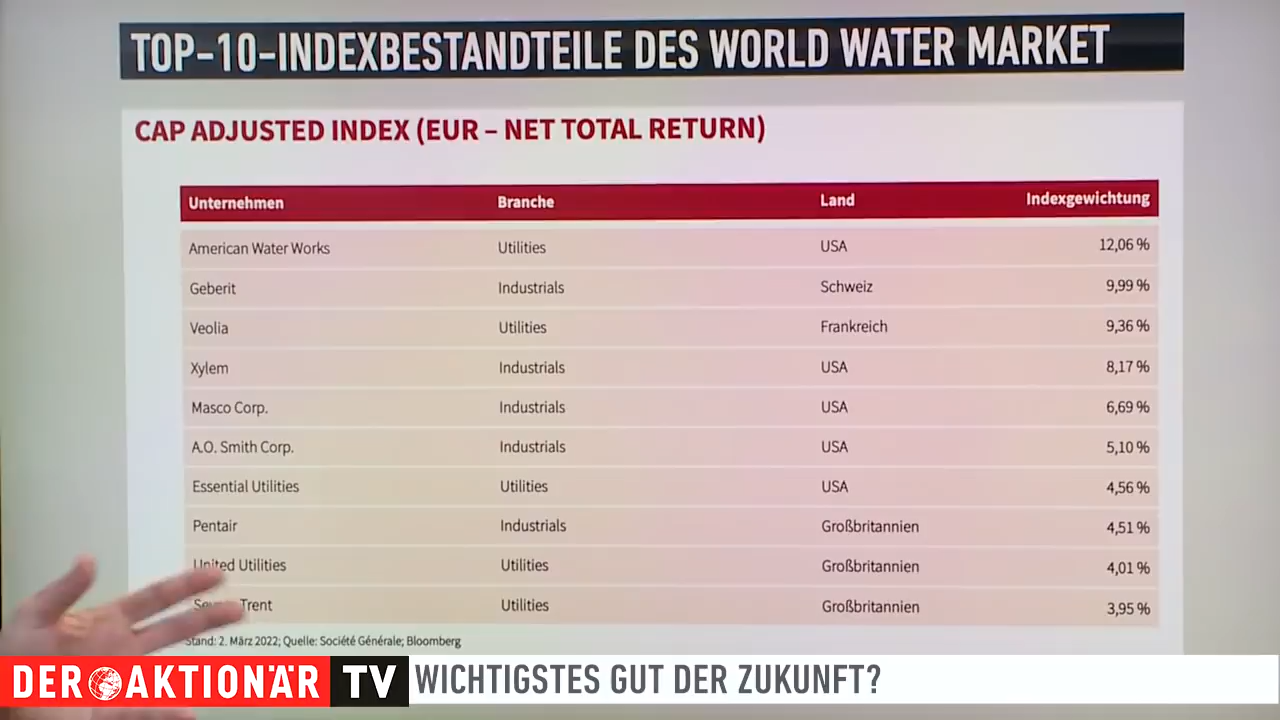 TOP-10-INDEXBESTANDTEILE DES WORLD WATER MARKET
CAP ADJUSTED INDEX (EUR – NET TOTAL RETURN)
Unternehmen Branche Land Indexgewichtung
American Water Works Utilities USA 12,06 %
Geberit Industrials Schweiz 9,99 %
Veolia Utilities Frankreich 9,36 %
Xylem Industrials USA 8,17 %
Masco Corp. Industrials USA 6,69 %
A.O. Smith Corp. Industrials USA 5,10 %
Essential Utilities Utilities USA 4,56 %
Pentair Industrials Großbritannien 4,51 %
United Utilities Utilities Großbritannien 4,01 %
Trent Utilities Großbritannien 3,95 %
Stand: 2. März 2022; Quelle: Société Générale; Bloomberg
DER AKTIONÄR TV WICHTIGSTES GUT DER ZUKUNFT?